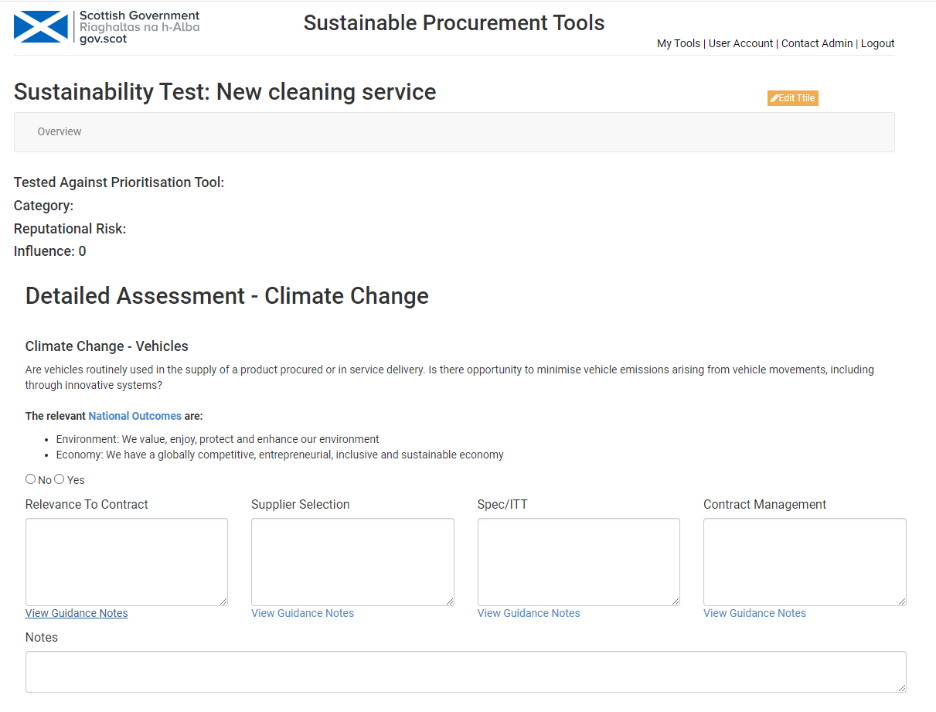 Scottish Government
Riaghaltas na h-Alba
gov.scot
Sustainable Procurement Tools
My Tools | User Account | Contact Admin | Logout
Sustainability Test: New cleaning service
Edit Ttile
Overview
Tested Against Prioritisation Tool:
Category:
Reputational Risk:
Influence: 0
Detailed Assessment - Climate Change
Climate Change - Vehicles
Are vehicles routinely used in the supply of a product procured or in service delivery. Is there opportunity to minimise vehicle emissions arising from vehicle movements, including
through innovative systems?
The relevant National Outcomes are:
• Environment: We value, enjoy, protect and enhance our environment
• Economy: We have a globally competitive, entrepreneurial, inclusive and sustainable economy
No Yes
Relevance To Contract Supplier Selection Spec/ITT Contract Management
View Guidance Notes View Guidance Notes View Guidance Notes View Guidance Notes
Notes